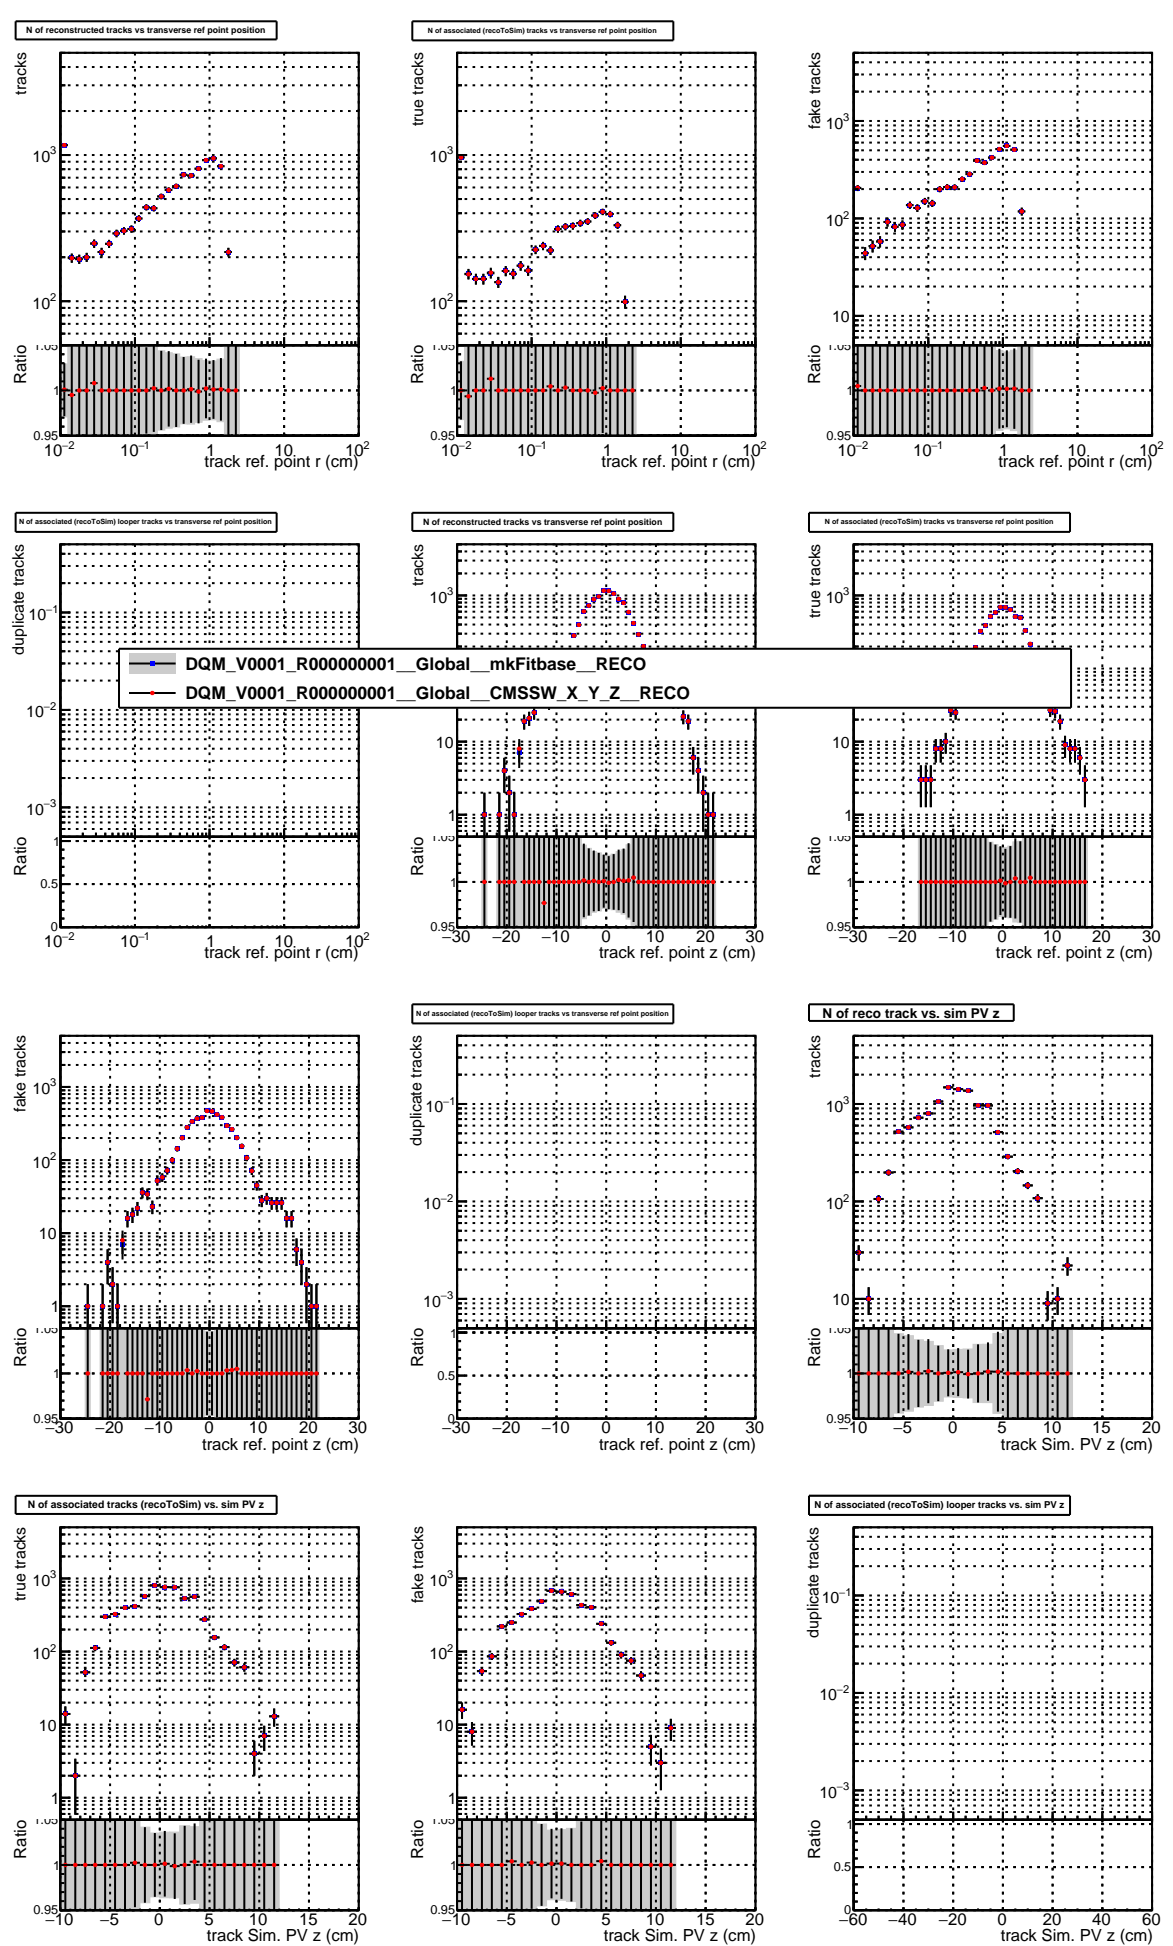 N of reconstructed tracks vs transverse ref point position
tracks
10³
10²
Ratio
1.05
1
0.95
10⁻² 10⁻¹ 1 10 10²
track ref. point r (cm)
N of associated (recoToSim) tracks vs transverse ref point position
true tracks
10³
10²
Ratio
1.05
1
0.95
10⁻² 10⁻¹ 1 10 10²
track ref. point r (cm)
fake tracks
10³
10²
10
Ratio
1.05
1
0.95
10⁻² 10⁻¹ 1 10 10²
track ref. point r (cm)
N of associated (recoToSim) looper tracks vs transverse ref point position
duplicate tracks
10⁻¹
10⁻²
10⁻³
Ratio
1
0.5
0
10⁻² 10⁻¹ 1 10 10²
track ref. point r (cm)
N of reconstructed tracks vs transverse ref point position
tracks
10³
10
1
Ratio
1.05
1
0.95
−30 −20 −10 0 10 20 30
track ref. point z (cm)
N of associated (recoToSim) tracks vs transverse ref point position
true tracks
10³
10
1
Ratio
1.05
1
0.95
−30 −20 −10 0 10 20 30
track ref. point z (cm)
DQM_V0001_R000000001__Global__mkFitbase__RECO
DQM_V0001_R000000001__Global__CMSSW_X_Y_Z__RECO
fake tracks
10³
10²
10
1
Ratio
1.05
1
0.95
−30 −20 −10 0 10 20 30
track ref. point z (cm)
N of associated (recoToSim) looper tracks vs transverse ref point position
duplicate tracks
10⁻¹
10⁻²
10⁻³
Ratio
1
0.5
0
−30 −20 −10 0 10 20 30
track ref. point z (cm)
N of reco track vs. sim PV z
tracks
10³
10²
10
Ratio
1.05
1
0.95
−10 −5 0 5 10 15 20
track Sim. PV z (cm)
N of associated tracks (recoToSim) vs. sim PV z
true tracks
10³
10²
10
1
Ratio
1.05
1
0.95
−10 −5 0 5 10 15 20
track Sim. PV z (cm)
fake tracks
10³
10²
10
1
Ratio
1.05
1
0.95
−10 −5 0 5 10 15 20
track Sim. PV z (cm)
N of associated (recoToSim) looper tracks vs. sim PV z
duplicate tracks
10⁻¹
10⁻²
10⁻³
Ratio
1
0.5
0
−60 −40 −20 0 20 40 60
track Sim. PV z (cm)